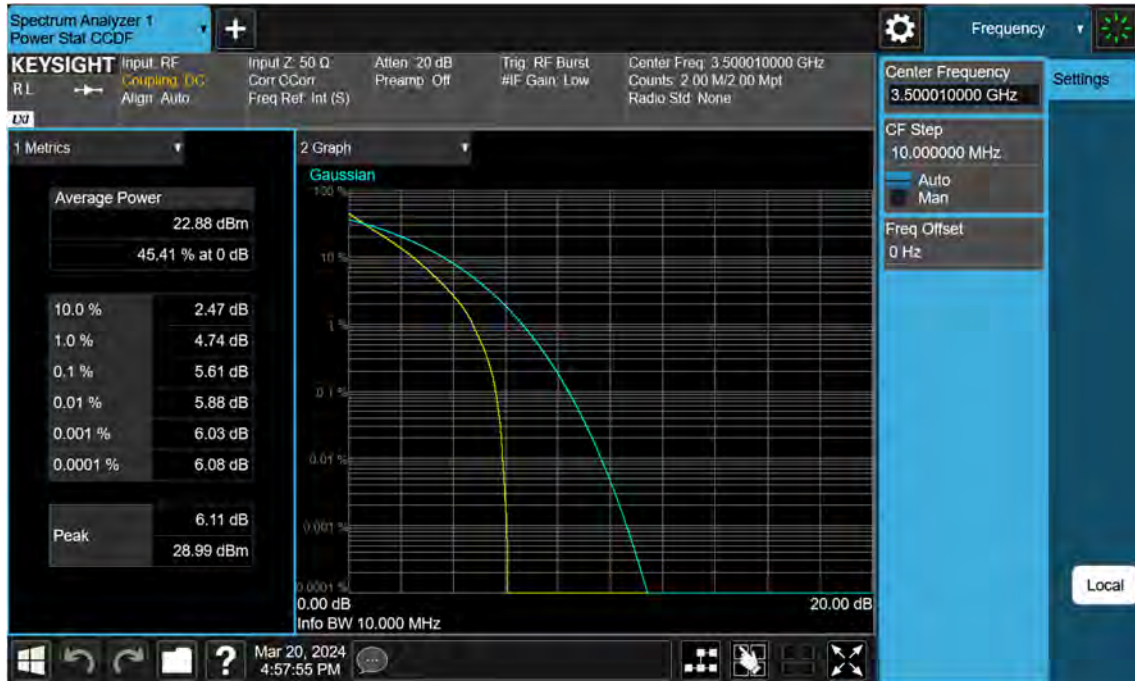 Spectrum Analyzer 1
Power Stat CCDF
Frequency
KEYSIGHT
R L
LXI
Input: RF
Coupling: DC
Align: Auto
Input Z: 50 Ω
Corr CCorr
Freq Ref: Int (S)
Atten: 20 dB
Preamp: Off
Trig: RF Burst
#IF Gain: Low
Center Freq: 3.500010000 GHz
Counts: 2.00 M/2.00 Mpt
Radio Std: None
Center Frequency
3.500010000 GHz
Settings
CF Step
10.000000 MHz
Auto
Man
Freq Offset
0 Hz
1 Metrics
Average Power
22.88 dBm
45.41 % at 0 dB
10.0 % 2.47 dB
1.0 % 4.74 dB
0.1 % 5.61 dB
0.01 % 5.88 dB
0.001 % 6.03 dB
0.0001 % 6.08 dB
Peak
6.11 dB
28.99 dBm
2 Graph
Gaussian
100 %
10 %
1 %
0.1 %
0.01 %
0.001 %
0.0001 %
0.00 dB 20.00 dB
Info BW 10.000 MHz
Local
?
Mar 20, 2024
4:57:55 PM